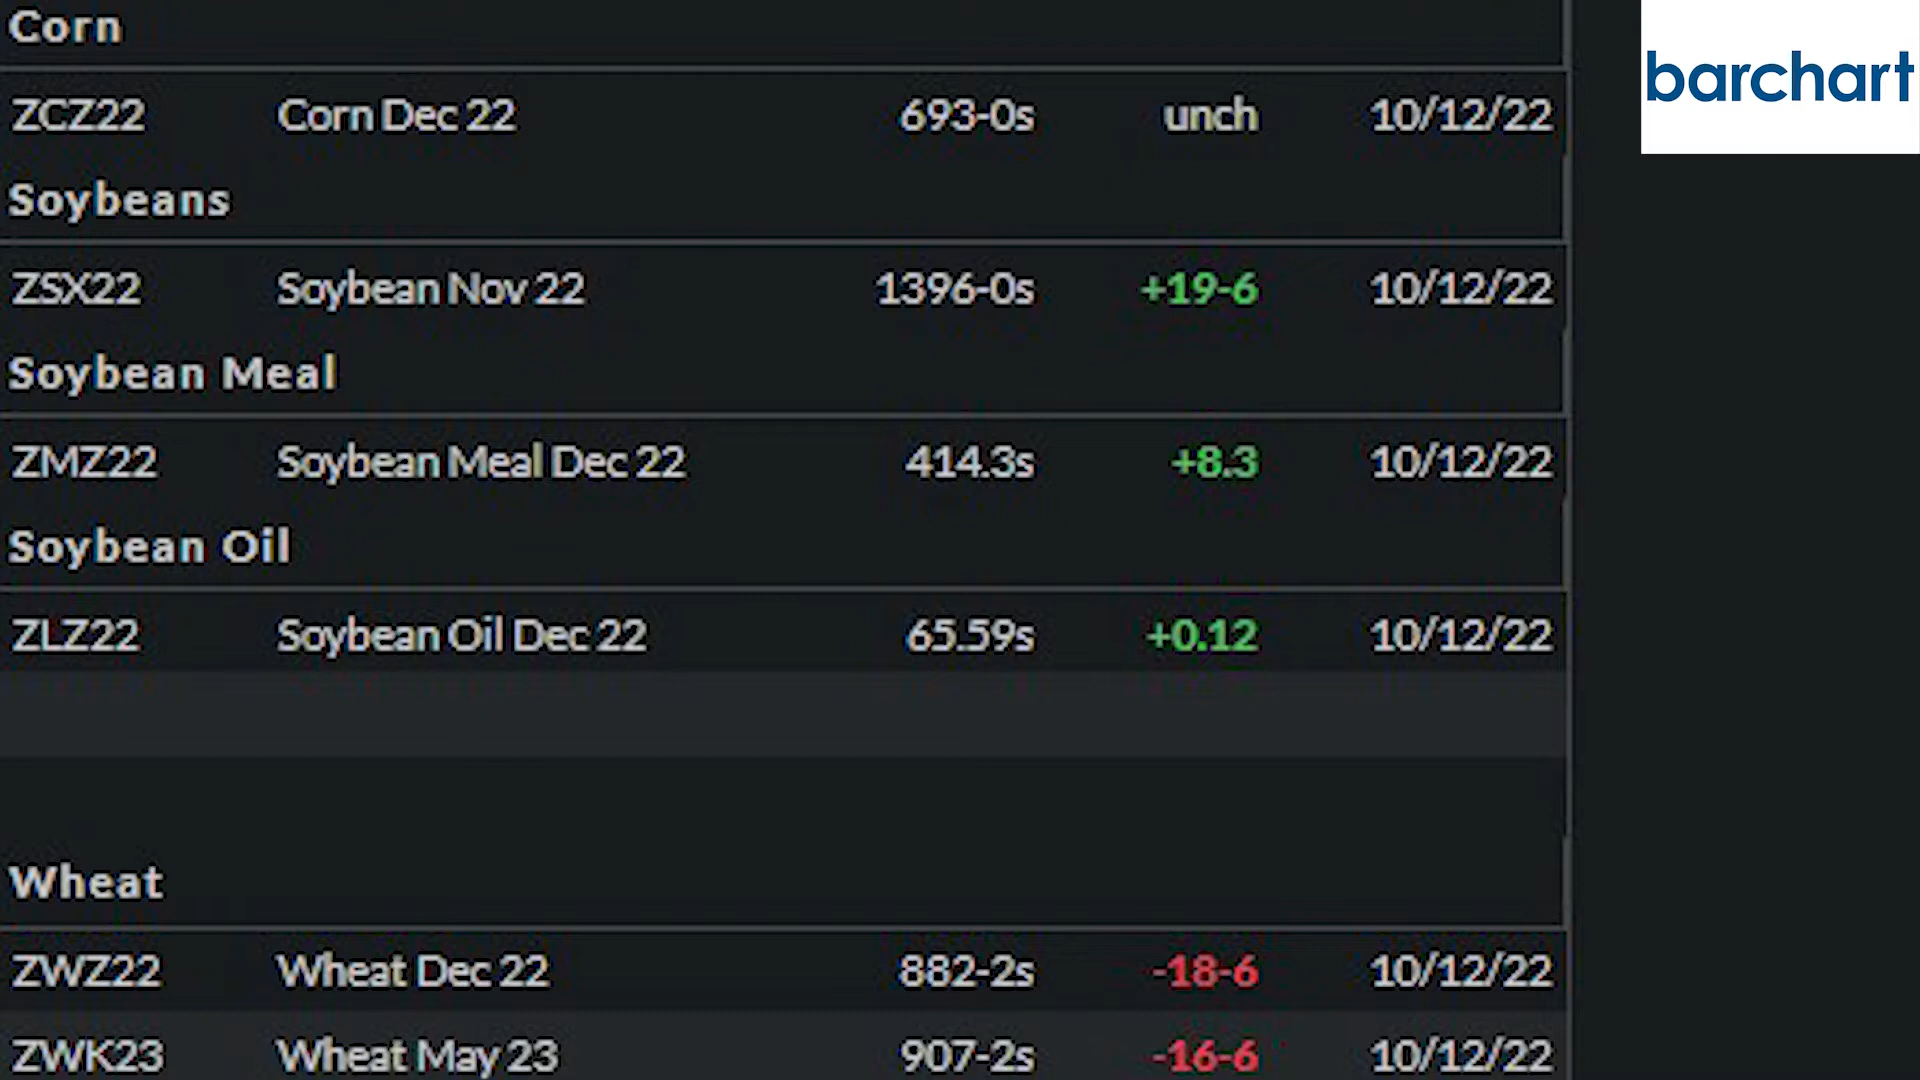 Corn
barchart
ZCZ22 Corn Dec 22 693-0s unch 10/12/22
Soybeans
ZSX22 Soybean Nov 22 1396-0s +19-6 10/12/22
Soybean Meal
ZMZ22 Soybean Meal Dec 22 414.3s +8.3 10/12/22
Soybean Oil
ZLZ22 Soybean Oil Dec 22 65.59s +0.12 10/12/22
Wheat
ZWZ22 Wheat Dec 22 882-2s -18-6 10/12/22
ZWK23 Wheat May 23 907-2s -16-6 10/12/22